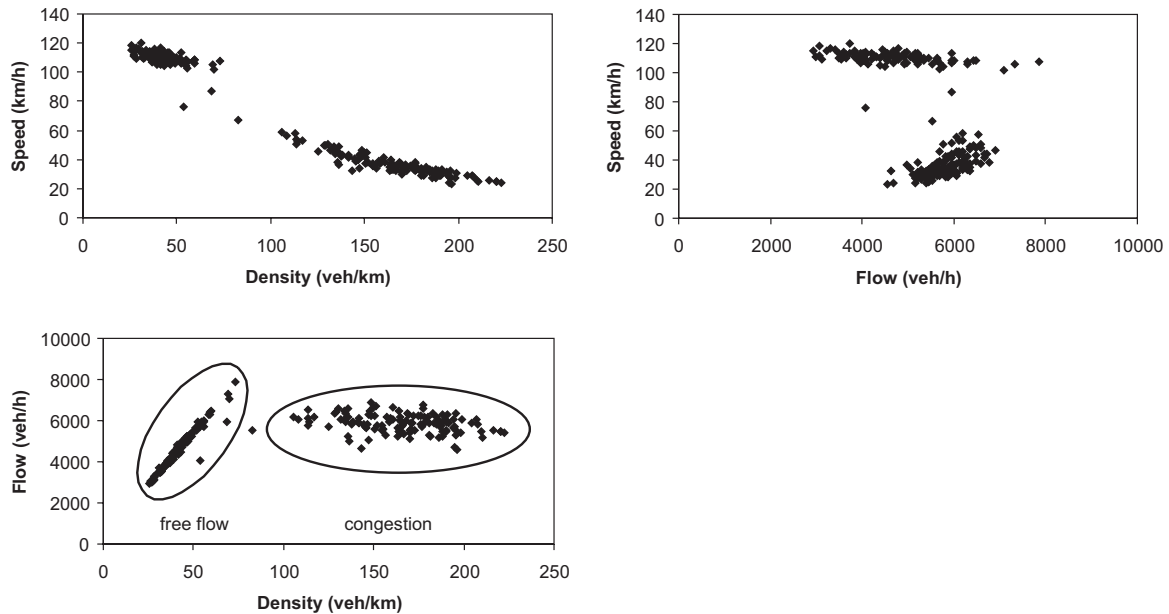 140
120
100
80
60
40
20
0
Speed (km/h)
0 50 100 150 200 250
Density (veh/km)
140
120
100
80
60
40
20
0
Speed (km/h)
0 2000 4000 6000 8000 10000
Flow (veh/h)
10000
8000
6000
4000
2000
0
Flow (veh/h)
free flow congestion
0 50 100 150 200 250
Density (veh/km)